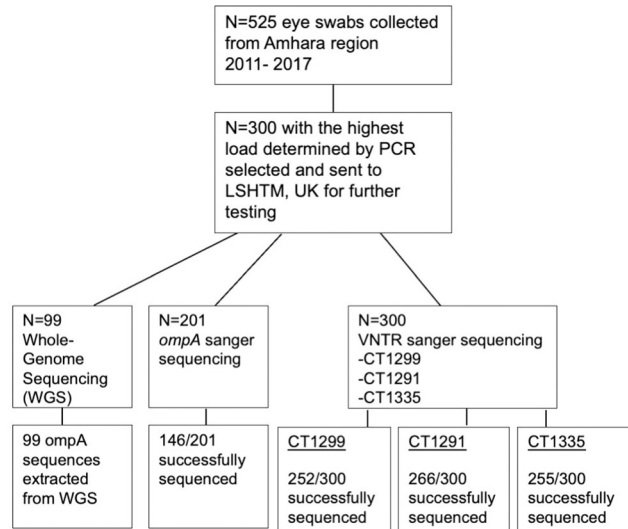 N=525 eye swabs collected
from Amhara region
2011- 2017
N=300 with the highest
load determined by PCR
selected and sent to
LSHTM, UK for further
testing
N=99
Whole-
Genome
Sequencing
(WGS)
N=201
ompA sanger
sequencing
N=300
VNTR sanger sequencing
-CT1299
-CT1291
-CT1335
99 ompA
sequences
extracted
from WGS
146/201
successfully
sequenced
CT1299
252/300
successfully
sequenced
CT1291
266/300
successfully
sequenced
CT1335
255/300
successfully
sequenced